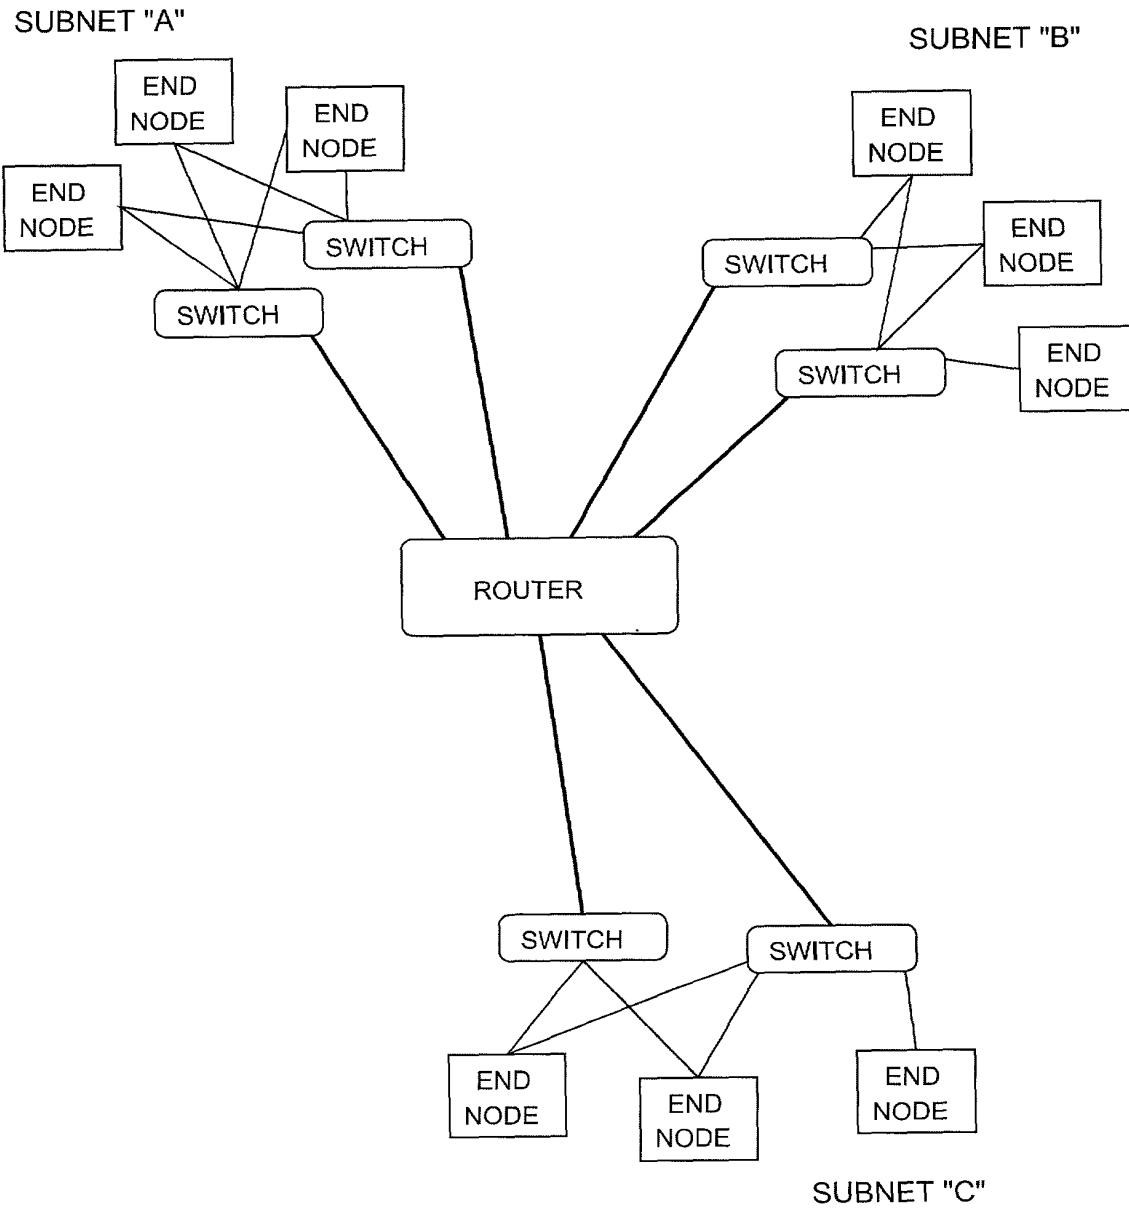 SUBNET "A"
SUBNET "B"
END
NODE
END
NODE
END
NODE
SWITCH
SWITCH
END
NODE
END
NODE
END
NODE
SWITCH
SWITCH
ROUTER
SWITCH
SWITCH
END
NODE
END
NODE
END
NODE
SUBNET "C"